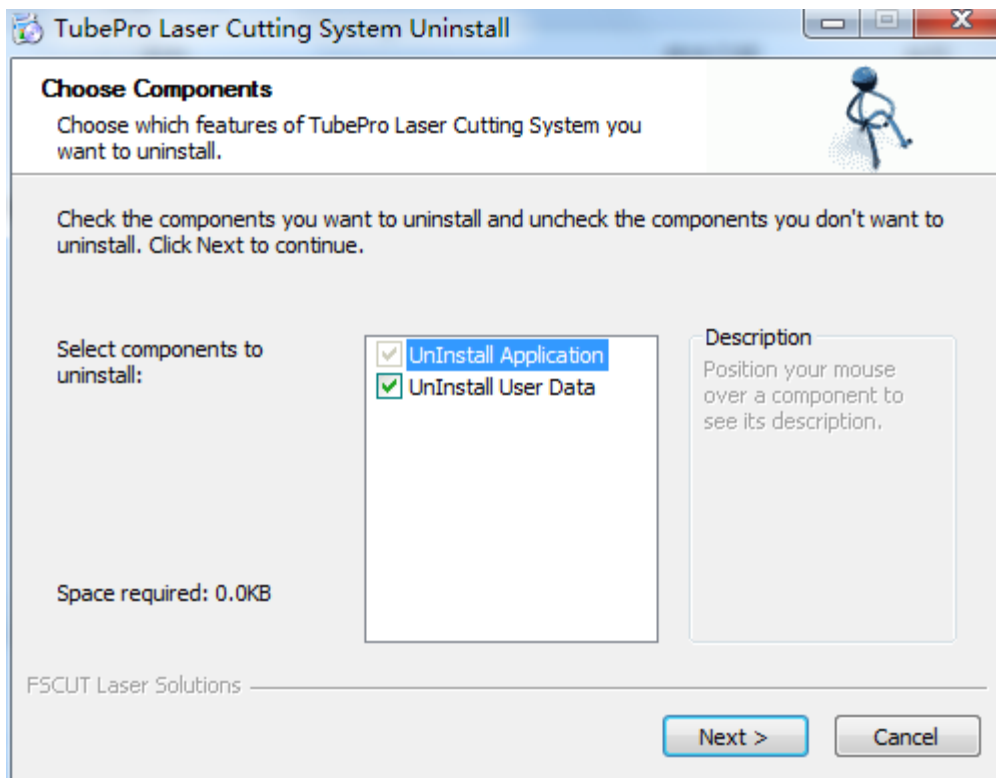 TubePro Laser Cutting System Uninstall
Choose Components
Choose which features of TubePro Laser Cutting System you
want to uninstall.
Check the components you want to uninstall and uncheck the components you don't want to
uninstall. Click Next to continue.
Select components to
uninstall:
UnInstall Application
UnInstall User Data
Description
Position your mouse
over a component to
see its description.
Space required: 0.0KB
FSCUT Laser Solutions
Next >
Cancel